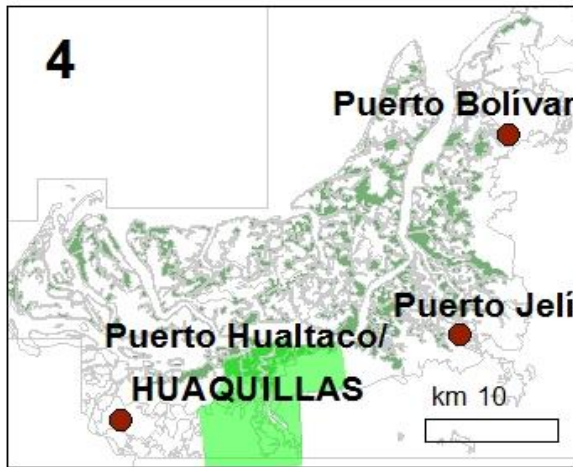 4
Puerto Bolívar
Puerto Jelí
Puerto Hualtaco/
HUAQUILLAS
km 10